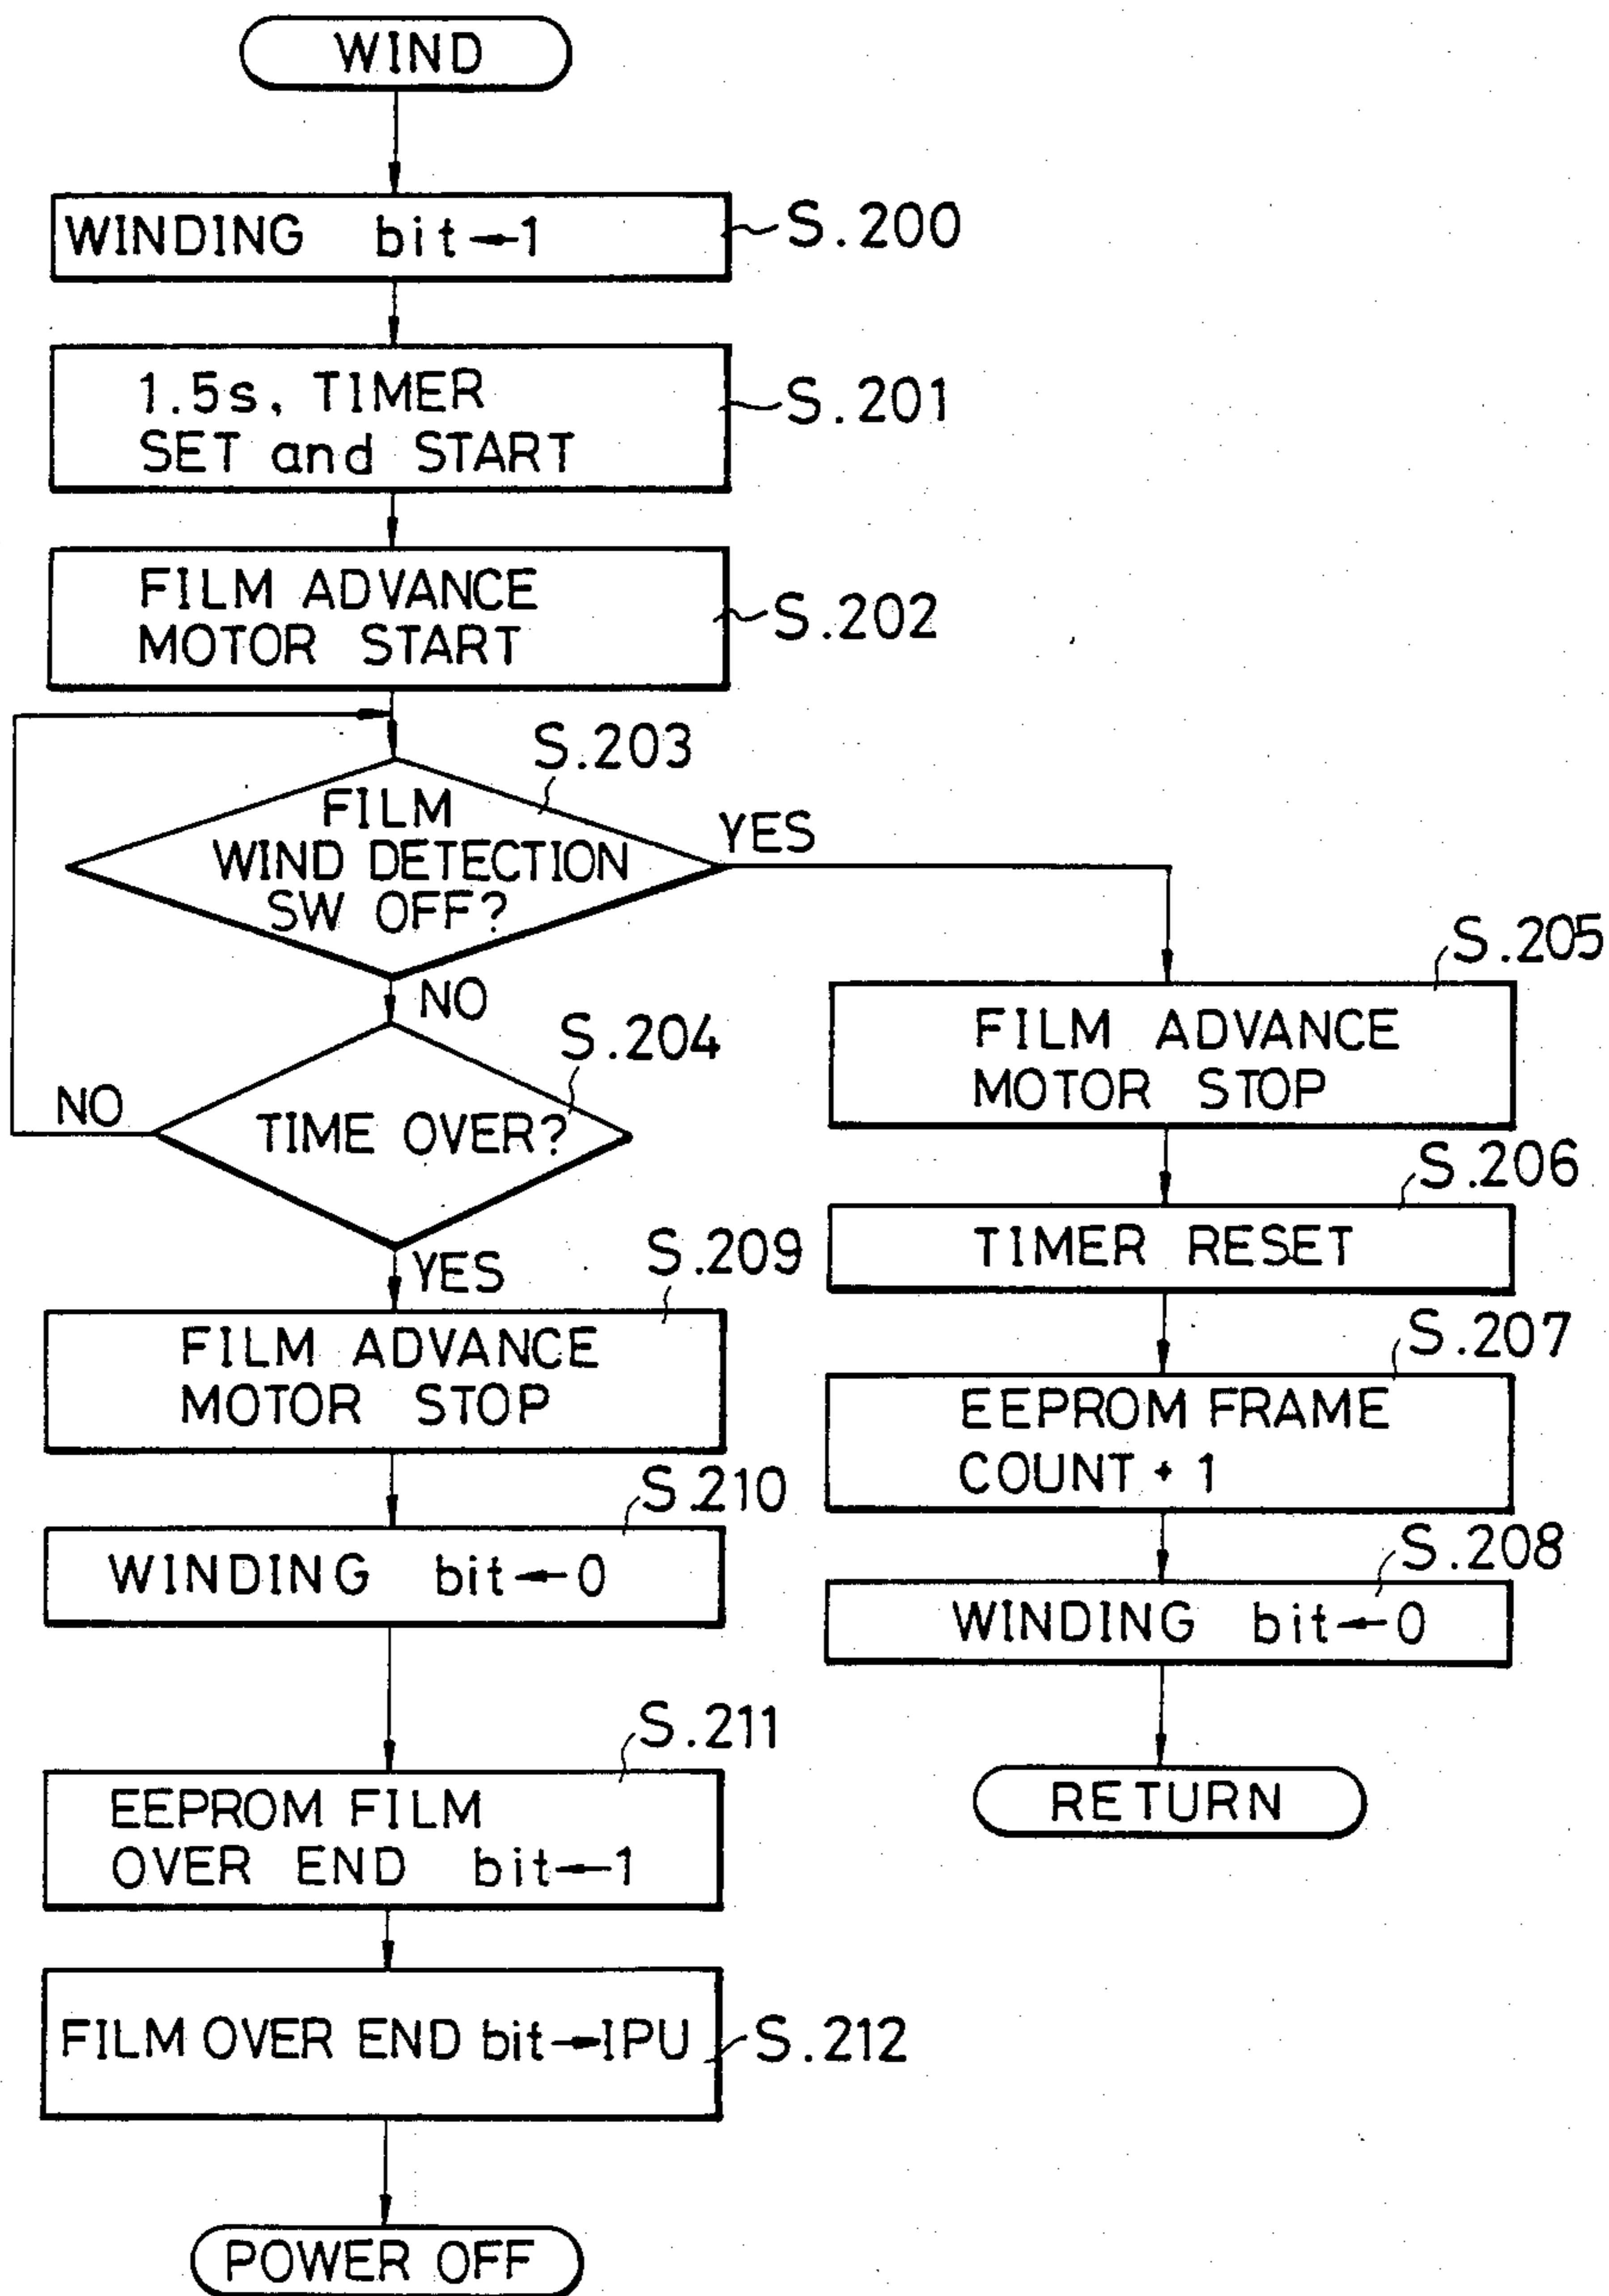 WIND
WINDING bit←1
S.200
1.5s, TIMER
SET and START
S.201
FILM ADVANCE
MOTOR START
S.202
S.203
FILM
WIND DETECTION
SW OFF?
YES
NO
S.204
TIME OVER?
NO
YES
S.205
FILM ADVANCE
MOTOR STOP
S.206
TIMER RESET
S.207
EEPROM FRAME
COUNT + 1
S.208
WINDING bit←0
RETURN
S.209
FILM ADVANCE
MOTOR STOP
S.210
WINDING bit←0
S.211
EEPROM FILM
OVER END bit←1
FILM OVER END bit→IPU
S.212
POWER OFF